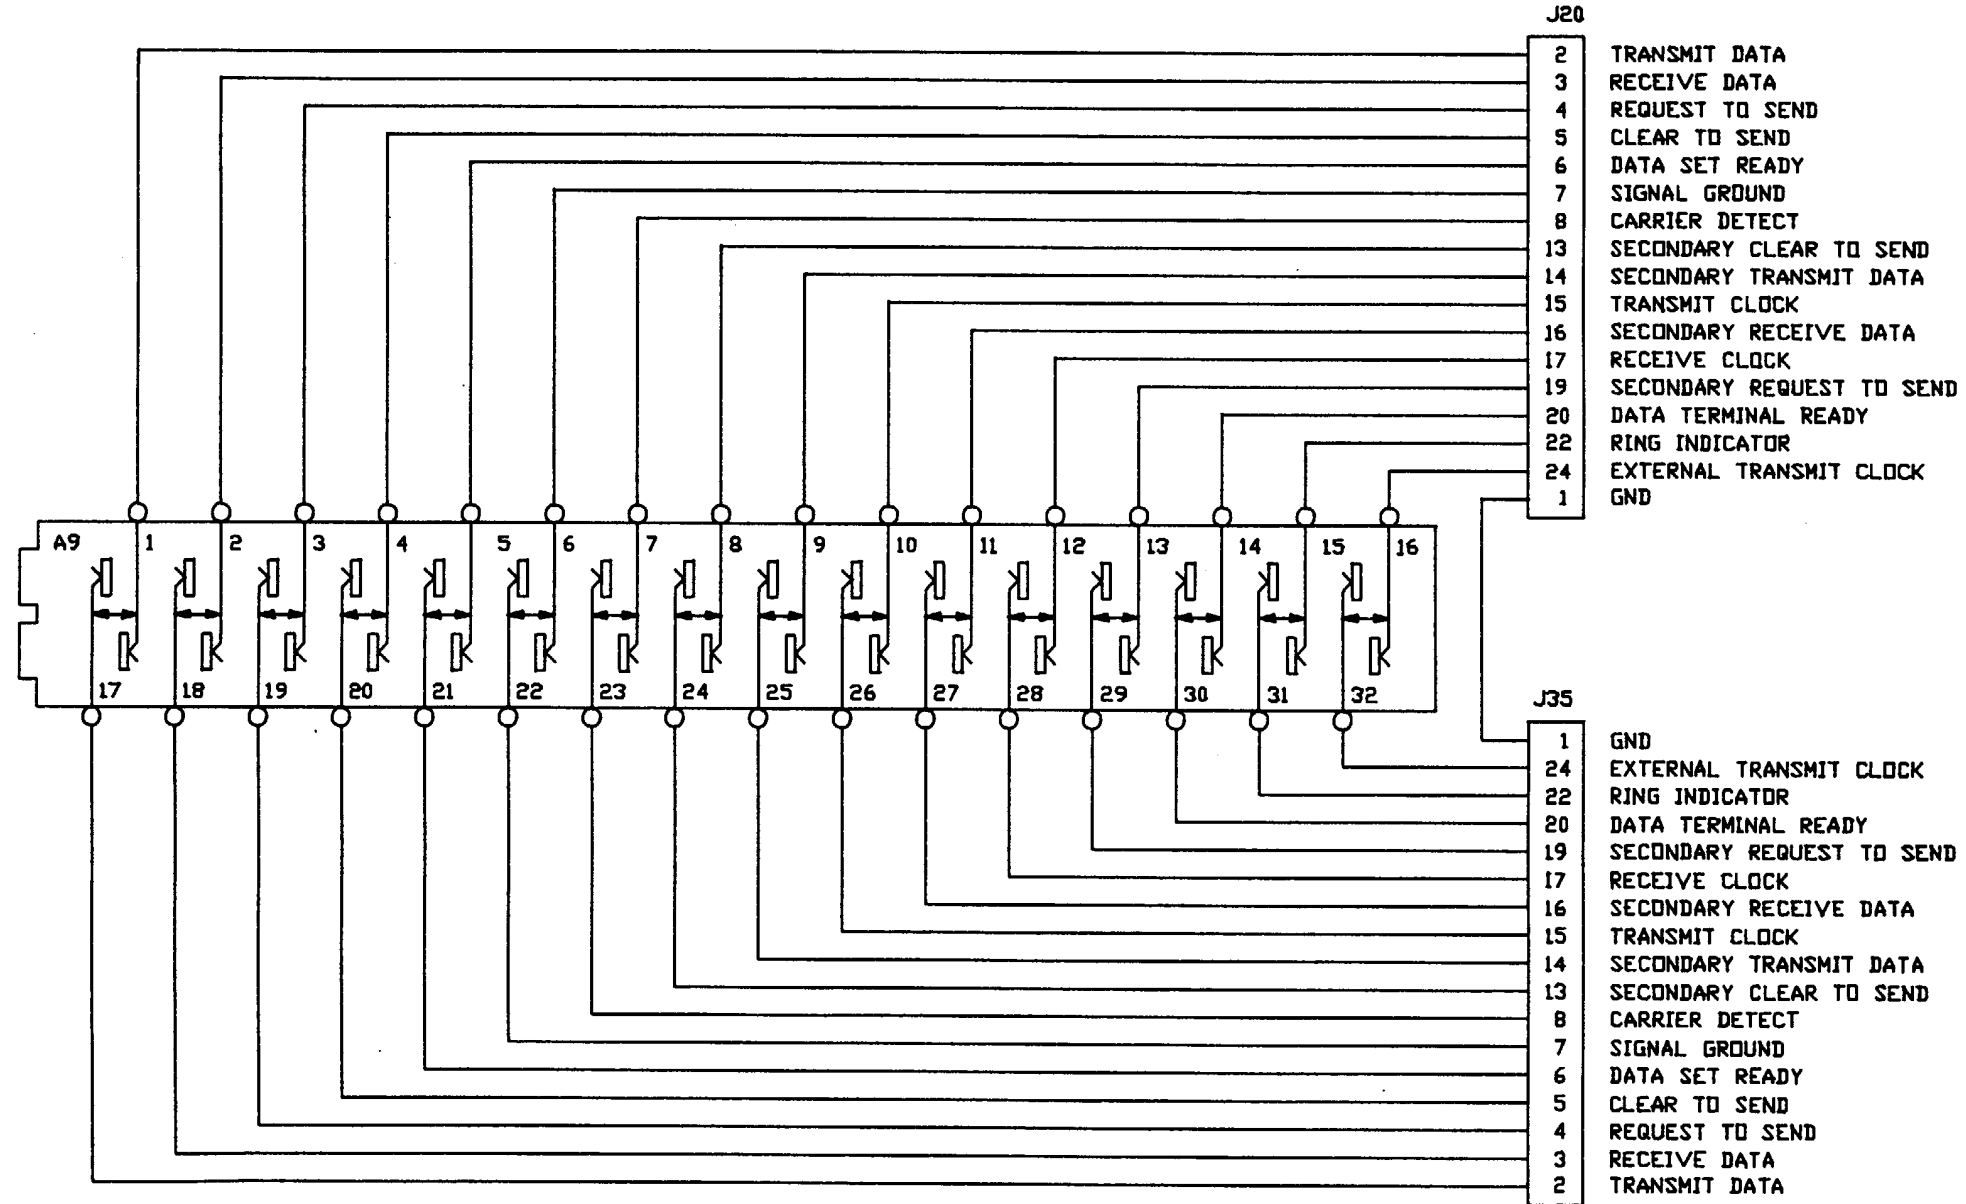 J20
2 TRANSMIT DATA
3 RECEIVE DATA
4 REQUEST TO SEND
5 CLEAR TO SEND
6 DATA SET READY
7 SIGNAL GROUND
8 CARRIER DETECT
13 SECONDARY CLEAR TO SEND
14 SECONDARY TRANSMIT DATA
15 TRANSMIT CLOCK
16 SECONDARY RECEIVE DATA
17 RECEIVE CLOCK
19 SECONDARY REQUEST TO SEND
20 DATA TERMINAL READY
22 RING INDICATOR
24 EXTERNAL TRANSMIT CLOCK
1 GND
A9 1 2 3 4 5 6 7 8 9 10 11 12 13 14 15 16
17 18 19 20 21 22 23 24 25 26 27 28 29 30 31 32
J35
1 GND
24 EXTERNAL TRANSMIT CLOCK
22 RING INDICATOR
20 DATA TERMINAL READY
19 SECONDARY REQUEST TO SEND
17 RECEIVE CLOCK
16 SECONDARY RECEIVE DATA
15 TRANSMIT CLOCK
14 SECONDARY TRANSMIT DATA
13 SECONDARY CLEAR TO SEND
8 CARRIER DETECT
7 SIGNAL GROUND
6 DATA SET READY
5 CLEAR TO SEND
4 REQUEST TO SEND
3 RECEIVE DATA
2 TRANSMIT DATA